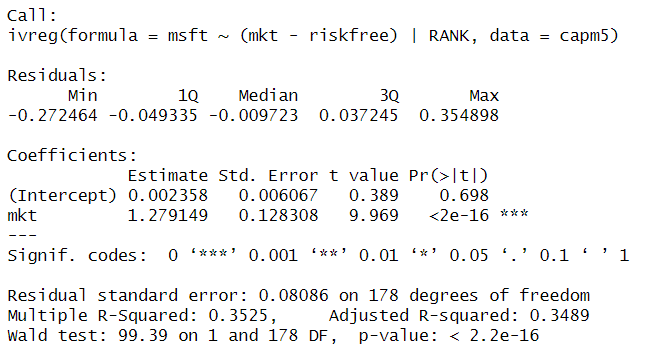 Call:
ivreg(formula = msft ~ (mkt - riskfree) | RANK, data = capm5)

Residuals:
      Min        1Q    Median        3Q       Max
-0.272464 -0.049335 -0.009723  0.037245  0.354898

Coefficients:
            Estimate Std. Error t value Pr(>|t|)
(Intercept) 0.002358   0.006067   0.389    0.698
mkt         1.279149   0.128308   9.969   <2e-16 ***
---
Signif. codes:  0 ‘***’ 0.001 ‘**’ 0.01 ‘*’ 0.05 ‘.’ 0.1 ‘ ’ 1

Residual standard error: 0.08086 on 178 degrees of freedom
Multiple R-Squared: 0.3525,     Adjusted R-squared: 0.3489
Wald test: 99.39 on 1 and 178 DF,  p-value: < 2.2e-16